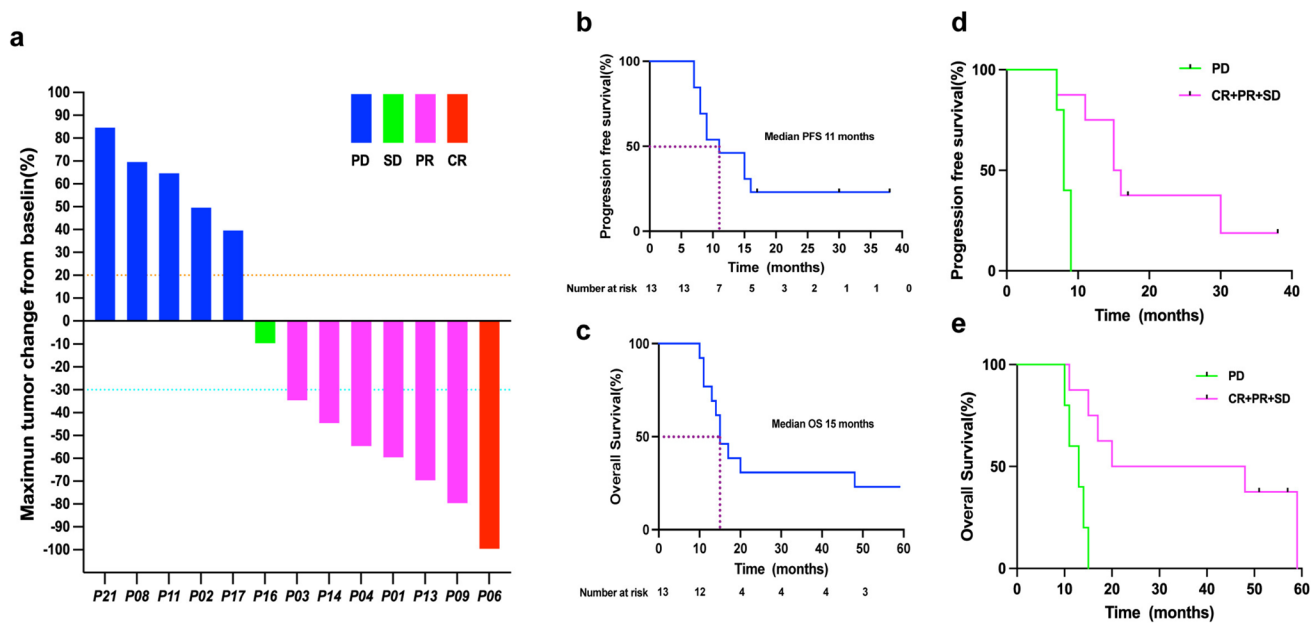 a
Maximun tumor change from baselin(%)
100
90
80
70
60
50
40
30
20
10
0
-10
-20
-30
-40
-50
-60
-70
-80
-90
-100
PD SD PR CR
P21 P08 P11 P02 P17 P16 P03 P14 P04 P01 P13 P09 P06
b
Progression free survival(%)
100
50
0
Median PFS 11 months
0 5 10 15 20 25 30 35 40
Time (months)
Number at risk 13 13 7 5 3 2 1 1 0
c
Overall Survival(%)
100
50
0
Median OS 15 months
0 10 20 30 40 50 60
Time (months)
Number at risk 13 12 4 4 4 3
d
Progression free survival(%)
100
50
0
PD
CR+PR+SD
0 10 20 30 40
Time (months)
e
Overall Survival(%)
100
50
0
PD
CR+PR+SD
0 10 20 30 40 50 60
Time (months)